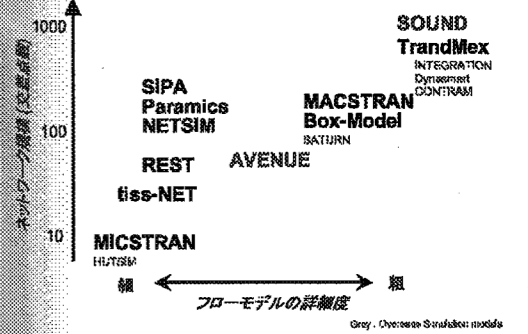 1000
100
10
ネットワーク規模 (交差点数)
SOUND
TrandMex
INTEGRATION
Dynasmart
CONTRAM
SIPA
Paramics
NETSIM
MACSTRAN
Box-Model
SATURN
REST
AVENUE
tiss-NET
MICSTRAN
HUTSIM
細
粗
フローモデルの詳細度
Grey : Overseas Simulation models